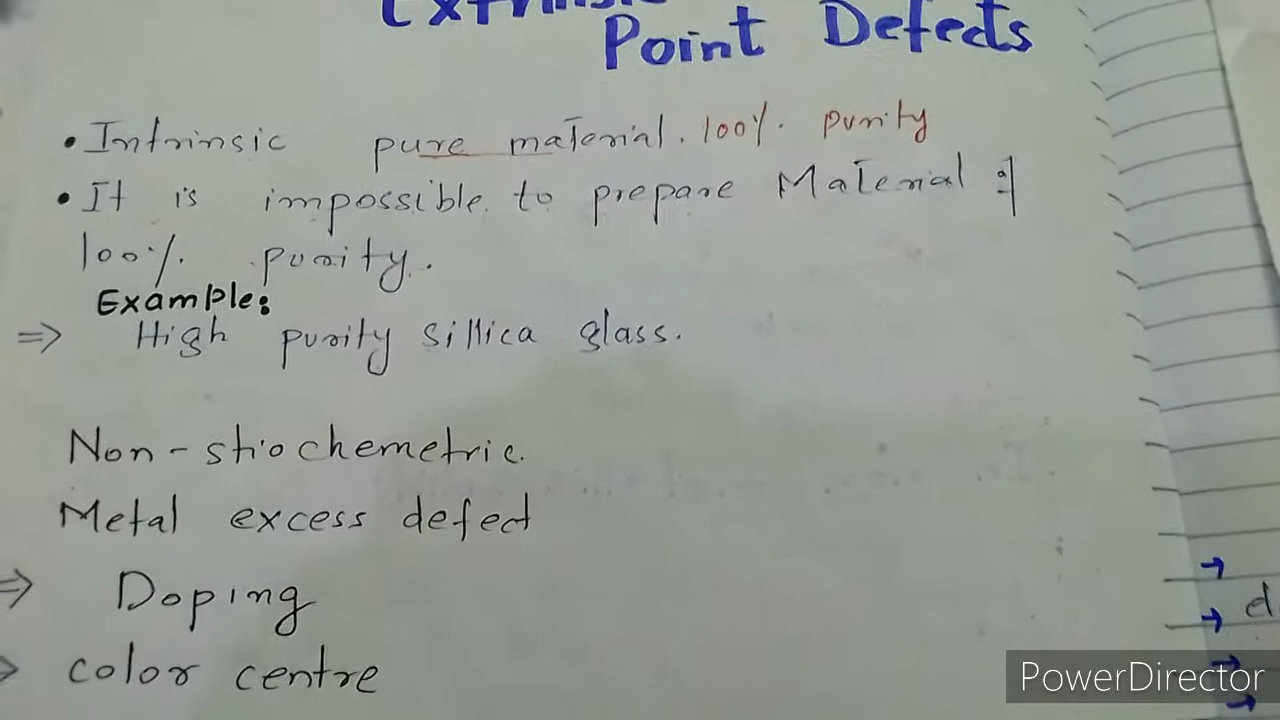 Extrinsic
Point Defects
• Intrinsic pure material. 100%. purity
• It is impossible to prepare Material of
100%. purity.
Example:
⇒ High purity sillica glass.
Non-stiochemetric.
Metal excess defect
⇒ Doping
color centre
→
→ d
→
→
PowerDirector